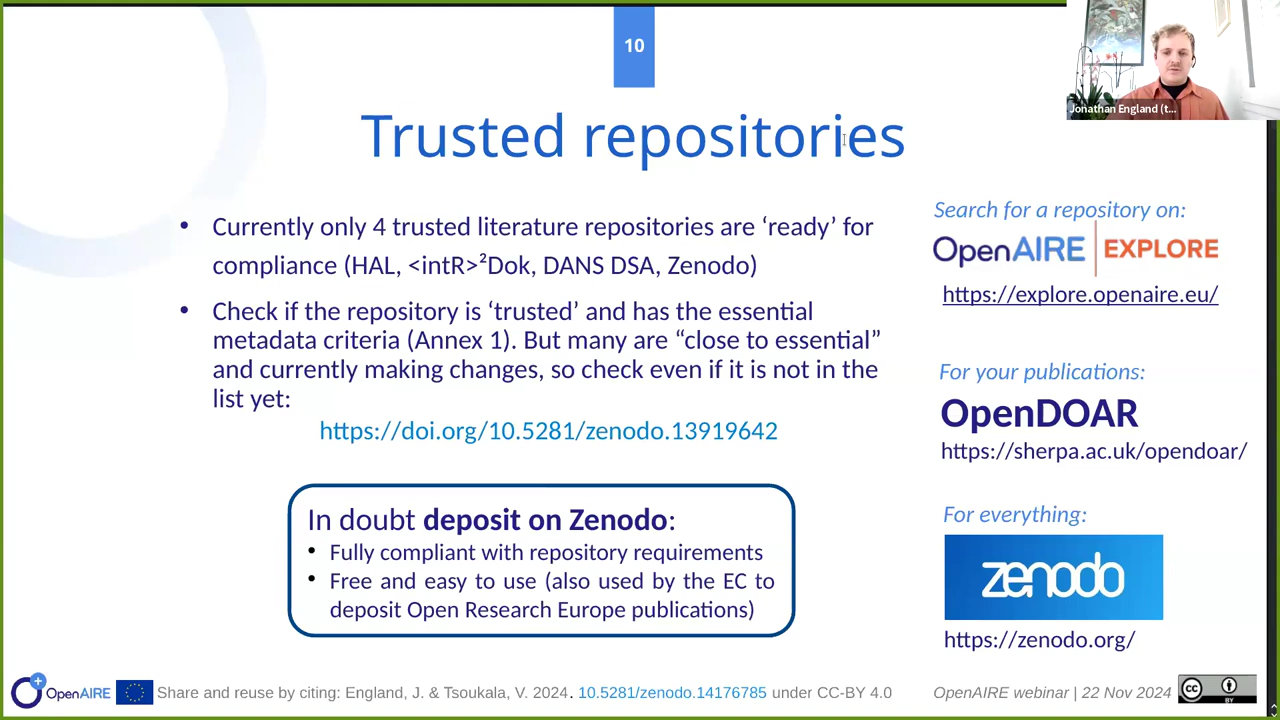 10
Jonathan England (t...
Trusted repositories
• Currently only 4 trusted literature repositories are ‘ready’ for
compliance (HAL, <intR>²Dok, DANS DSA, Zenodo)
• Check if the repository is ‘trusted’ and has the essential
metadata criteria (Annex 1). But many are “close to essential”
and currently making changes, so check even if it is not in the
list yet:
https://doi.org/10.5281/zenodo.13919642
In doubt deposit on Zenodo:
• Fully compliant with repository requirements
• Free and easy to use (also used by the EC to
deposit Open Research Europe publications)
Search for a repository on:
OpenAIRE | EXPLORE
https://explore.openaire.eu/
For your publications:
OpenDOAR
https://sherpa.ac.uk/opendoar/
For everything:
zenodo
https://zenodo.org/
OpenAIRE Share and reuse by citing: England, J. & Tsoukala, V. 2024. 10.5281/zenodo.14176785 under CC-BY 4.0 OpenAIRE webinar | 22 Nov 2024 cc BY